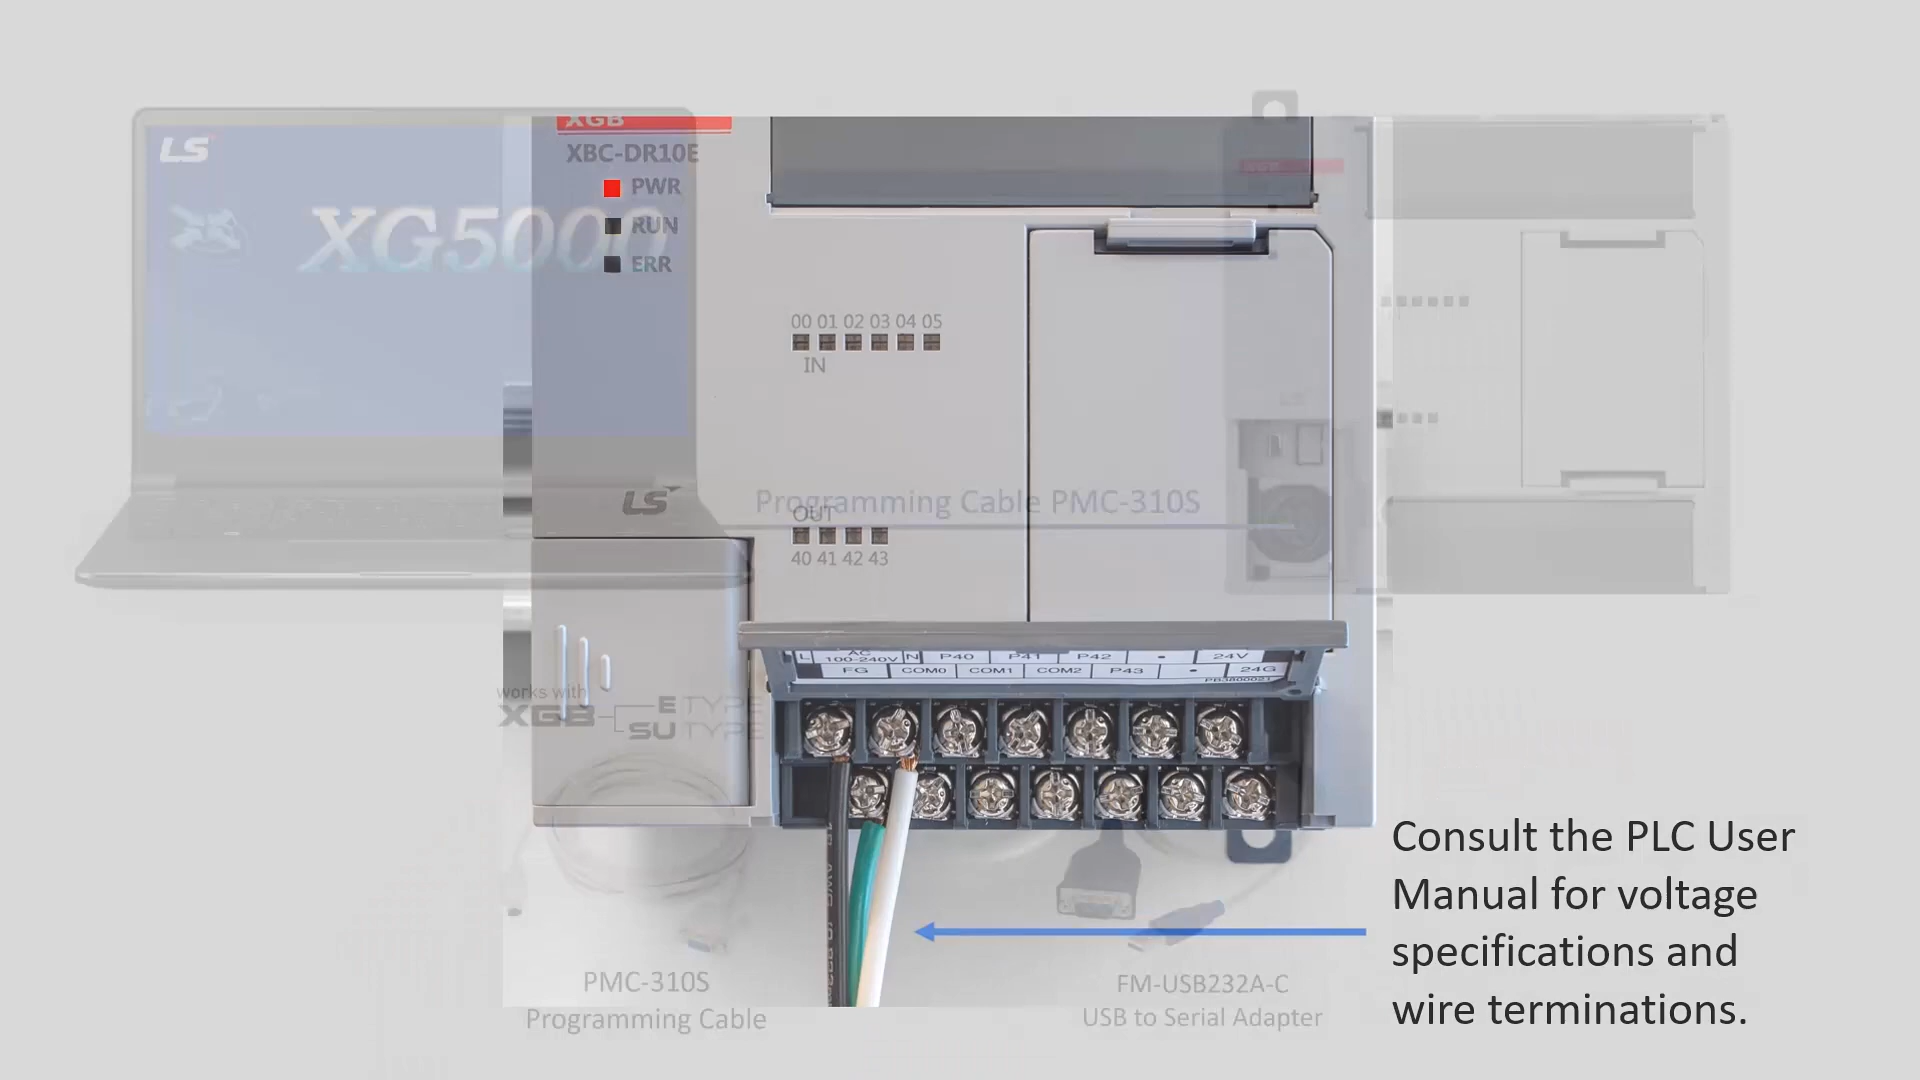 XGB
XBC-DR10E
PWR
RUN
ERR
LS
XG5000
00 01 02 03 04 05
IN
LS
Programming Cable PMC-310S
OUT
40 41 42 43
L AC 100-240V N P40 P41 P42 • 24V
FG COM0 COM1 COM2 P43 • 24G
works with
XGB E TYPE
SU TYPE
Consult the PLC User
Manual for voltage
specifications and
wire terminations.
PMC-310S
Programming Cable
FM-USB232A-C
USB to Serial Adapter